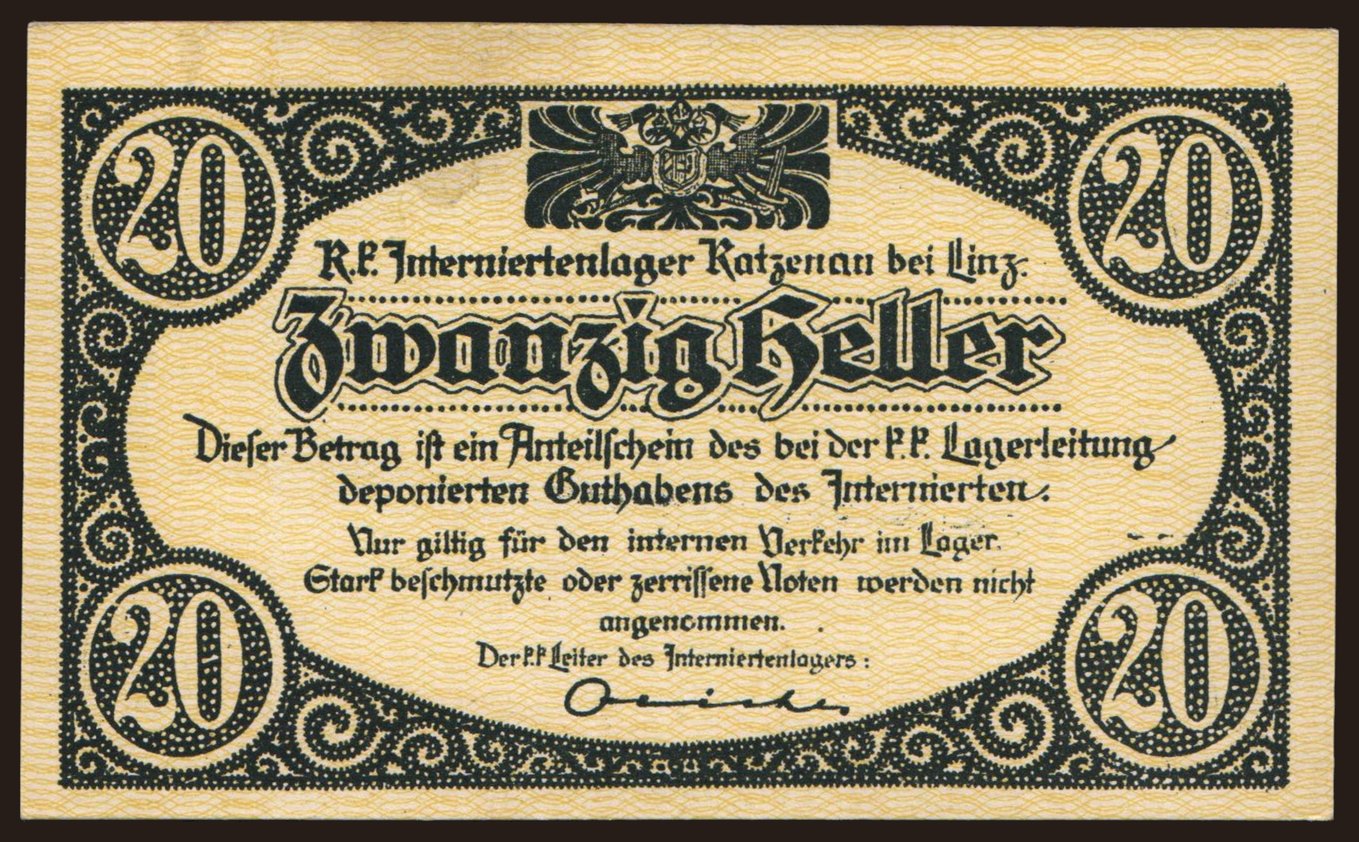 20 20
K.k. Interniertenlager Katzenau bei Linz.
Zwanzig Heller
Dieser Betrag ist ein Anteilschein des bei der k.k. Lagerleitung
deponierten Guthabens des Internierten.
Nur giltig für den internen Verkehr im Lager.
Stark beschmutzte oder zerrissene Noten werden nicht
angenommen.
Der k.k Leiter des Interniertenlagers:
20 20